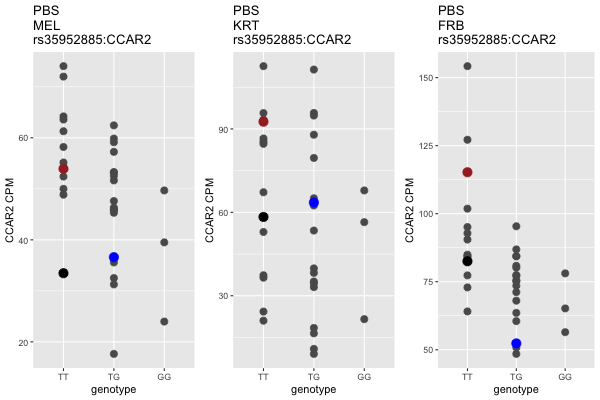 PBS
MEL
rs35952885:CCAR2
CCAR2 CPM
60
40
20
TT
TG
GG
genotype
PBS
KRT
rs35952885:CCAR2
CCAR2 CPM
90
60
30
TT
TG
GG
genotype
PBS
FRB
rs35952885:CCAR2
CCAR2 CPM
150
125
100
75
50
TT
TG
GG
genotype